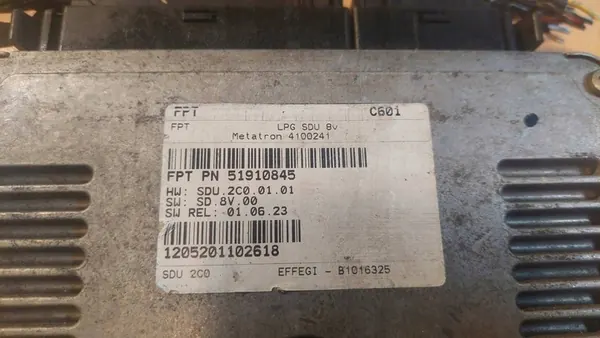 FPT C601
FPT LPG SDU 8v
Metatron 4100241
FPT PN 51910845
HW: SDU.2C0.01.01
SW: SD.8V.00
SW REL: 01.06.23
1205201102618
SDU 2C0 EFFEGI - B1016325